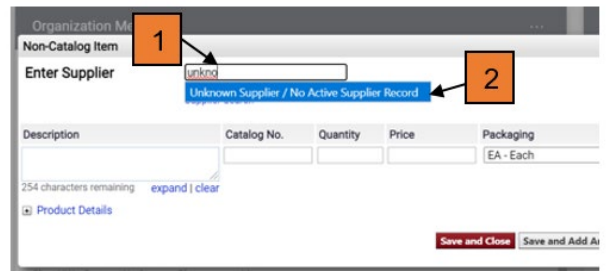 Organization Me
Non-Catalog Item
1
Enter Supplier
unkno
Unknown Supplier / No Active Supplier Record
2
Description Catalog No. Quantity Price Packaging
EA - Each
254 characters remaining expand | clear
Product Details
Save and Close Save and Add An